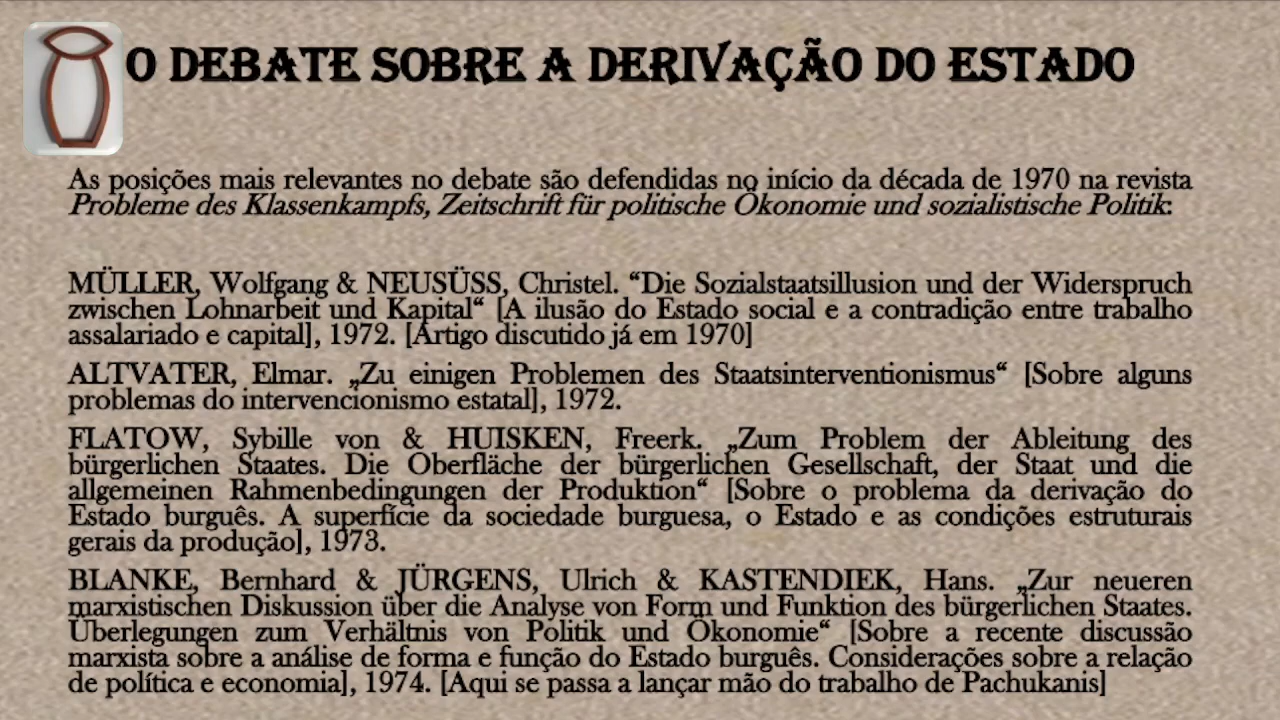 O DEBATE SOBRE A DERIVAÇÃO DO ESTADO
As posições mais relevantes no debate são defendidas no início da década de 1970 na revista
Probleme des Klassenkampfs, Zeitschrift für politische Ökonomie und sozialistische Politik:
MÜLLER, Wolfgang & NEUSÜSS, Christel. “Die Sozialstaatsillusion und der Widerspruch
zwischen Lohnarbeit und Kapital“ [A ilusão do Estado social e a contradição entre trabalho
assalariado e capital], 1972. [Artigo discutido já em 1970]
ALTVATER, Elmar. „Zu einigen Problemen des Staatsinterventionismus“ [Sobre alguns
problemas do intervencionismo estatal], 1972.
FLATOW, Sybille von & HUISKEN, Freerk. „Zum Problem der Ableitung des
bürgerlichen Staates. Die Oberfläche der bürgerlichen Gesellschaft, der Staat und die
allgemeinen Rahmenbedingungen der Produktion“ [Sobre o problema da derivação do
Estado burguês. A superfície da sociedade burguesa, o Estado e as condições estruturais
gerais da produção], 1973.
BLANKE, Bernhard & JÜRGENS, Ulrich & KASTENDIEK, Hans. „Zur neueren
marxistischen Diskussion über die Analyse von Form und Funktion des bürgerlichen Staates.
Überlegungen zum Verhältnis von Politik und Ökonomie“ [Sobre a recente discussão
marxista sobre a análise de forma e função do Estado burguês. Considerações sobre a relação
de política e economia], 1974. [Aqui se passa a lançar mão do trabalho de Pachukanis]